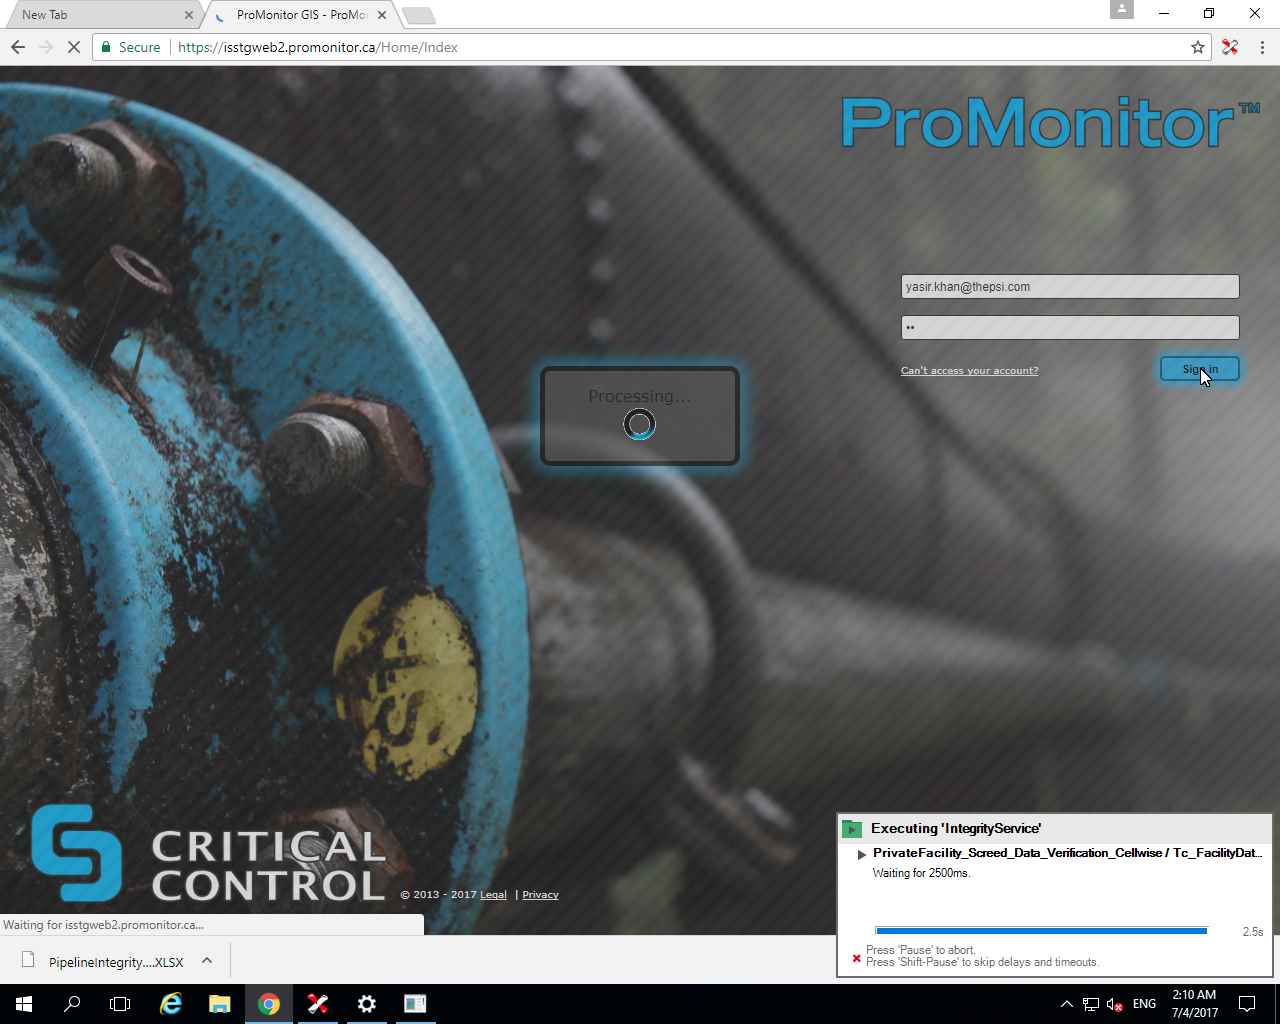 New Tab
ProMonitor GIS - ProMo
Secure
https://isstgweb2.promonitor.ca/Home/Index
ProMonitor™
yasir.khan@thepsi.com
••
Can't access your account?
Sign in
Processing...
CRITICAL
CONTROL
© 2013 - 2017 Legal | Privacy
Executing 'IntegrityService'
PrivateFacility_Screed_Data_Verification_Cellwise / Tc_FacilityDat...
Waiting for 2500ms.
2.5s
Press 'Pause' to abort.
Press 'Shift-Pause' to skip delays and timeouts.
Waiting for isstgweb2.promonitor.ca...
PipelineIntegrity....XLSX
ENG
2:10 AM
7/4/2017